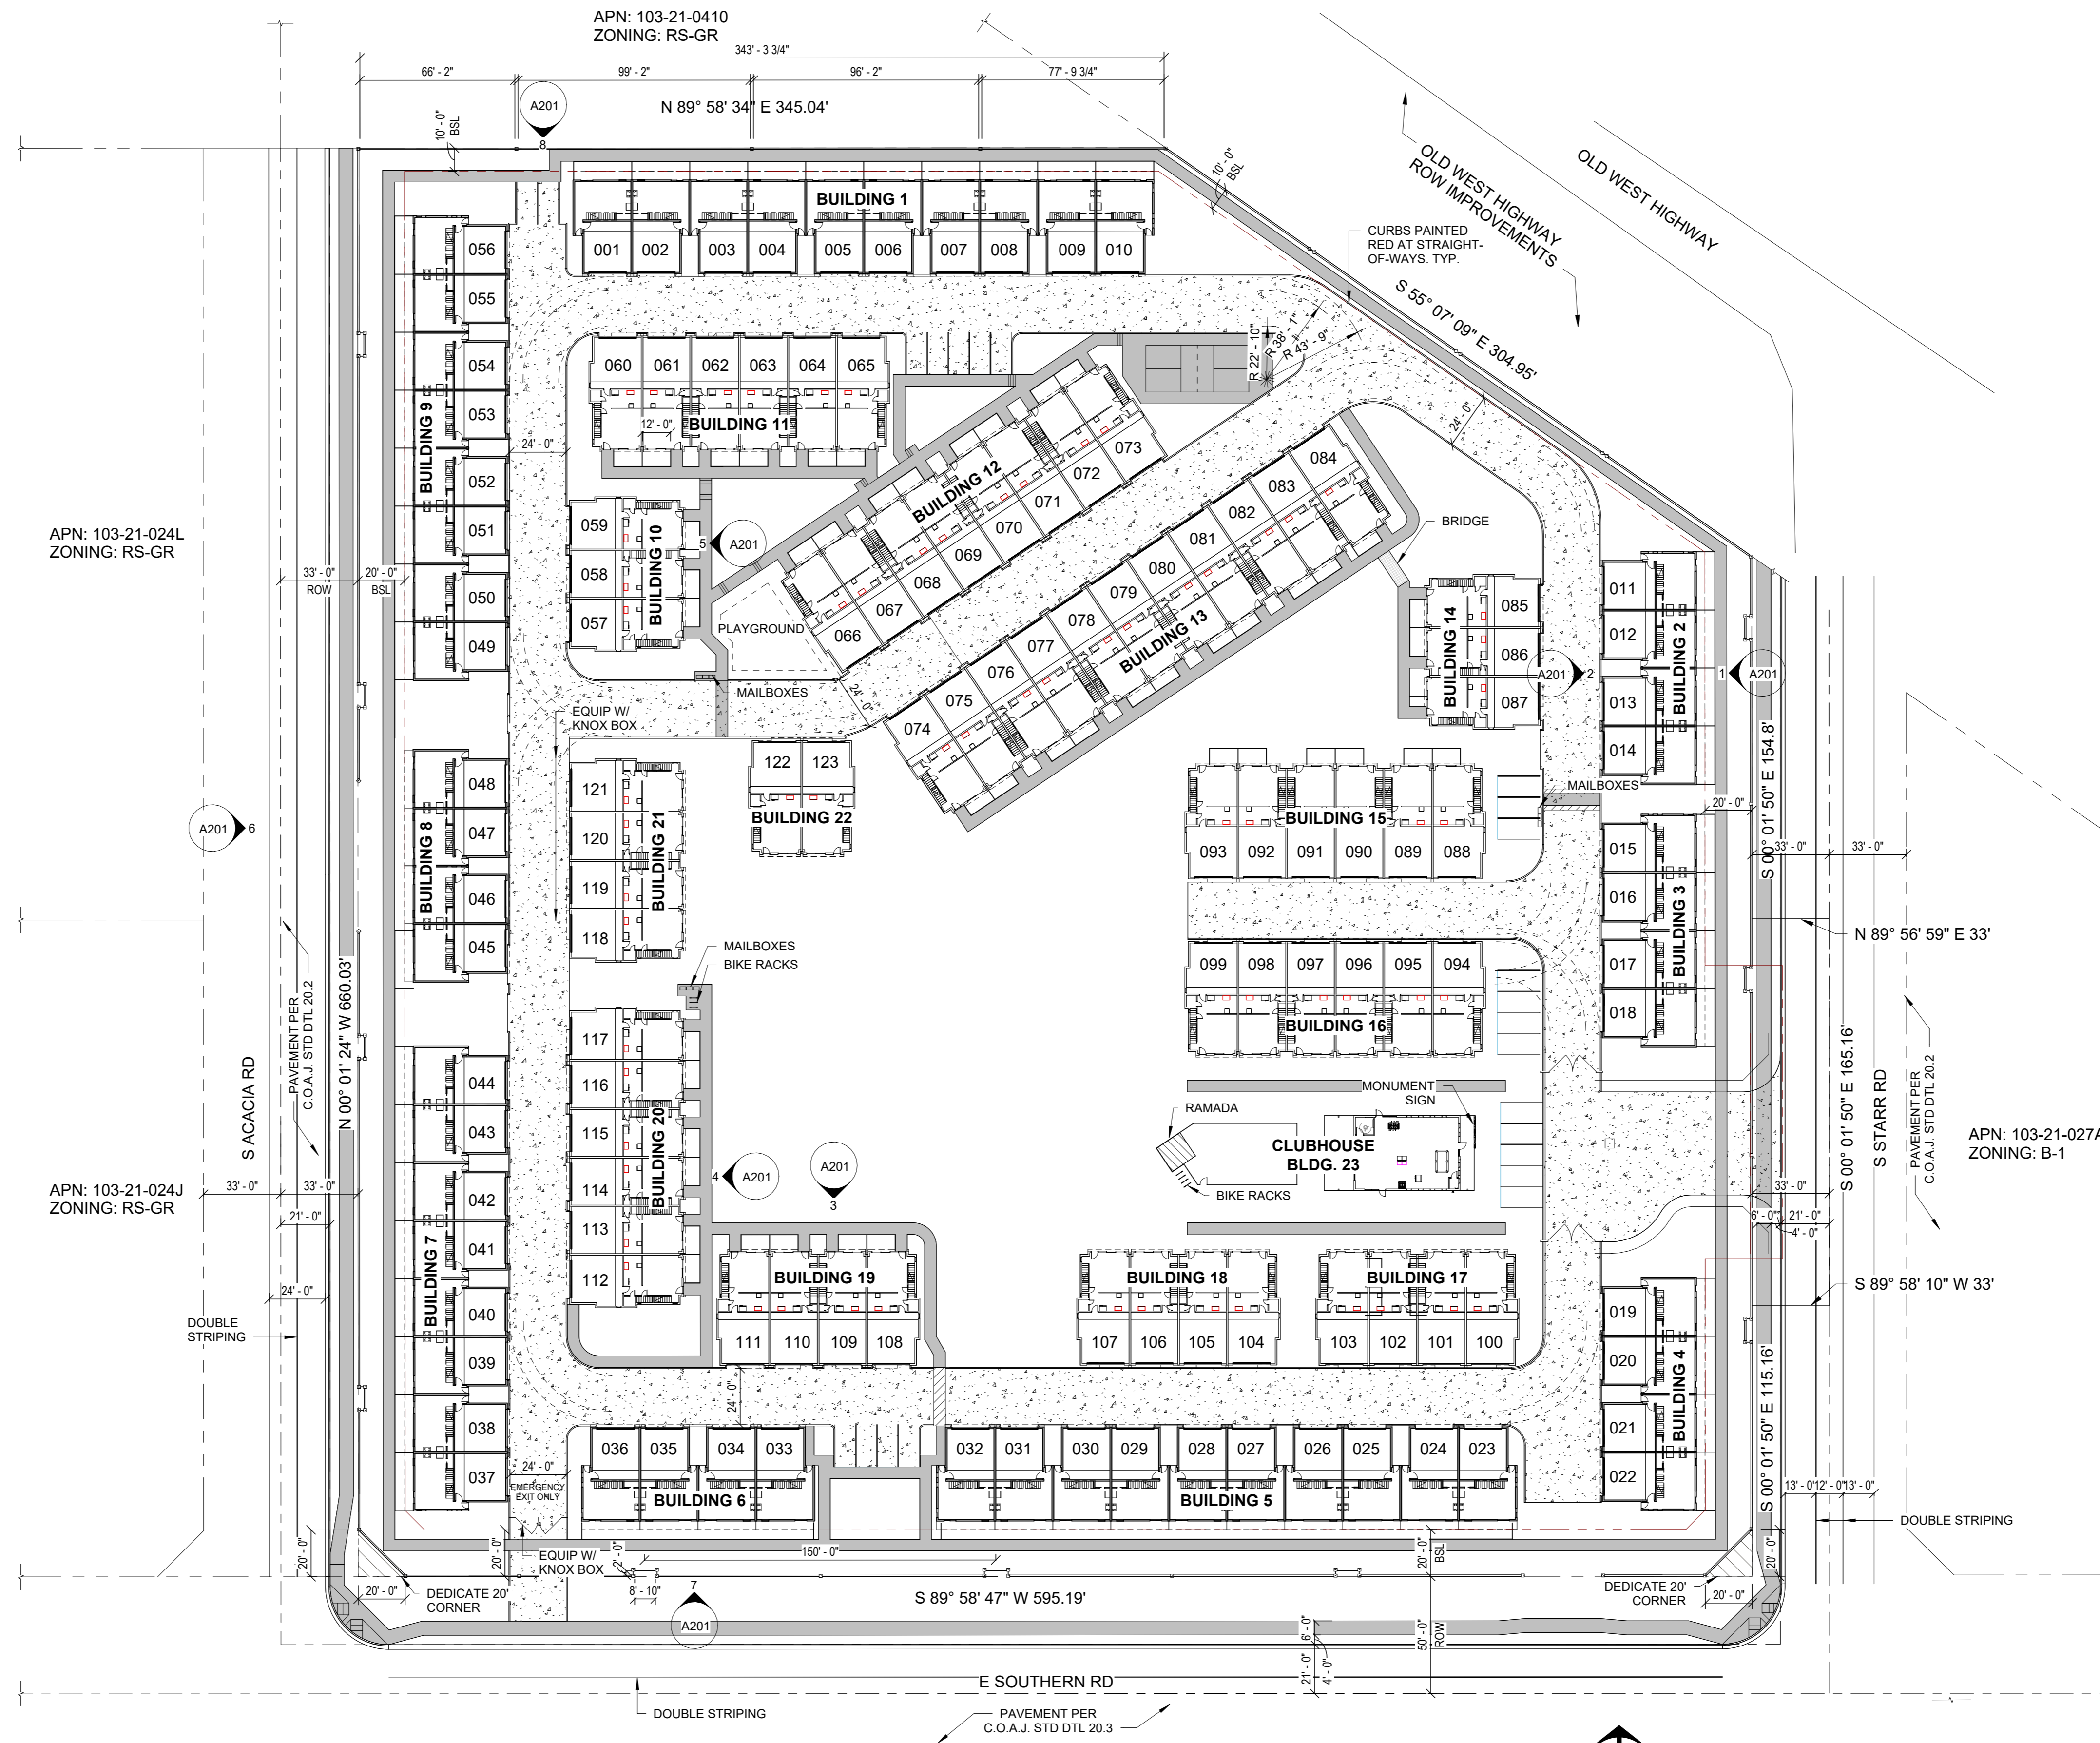 APN: 103-21-0410
ZONING: RS-GR
343' - 3 3/4"
66' - 2"
99' - 2"
96' - 2"
77' - 9 3/4"
N 89° 58' 34" E 345.04'
A201
8
10' - 0"
BSL
10' - 0"
BSL
OLD WEST HIGHWAY
ROW IMPROVEMENTS
OLD WEST HIGHWAY
CURBS PAINTED
RED AT STRAIGHT-
OF-WAYS. TYP.
S 55° 07' 09" E 304.95'
BUILDING 1
001 002 003 004 005 006 007 008 009 010
R 22' - 10"
R 38' - 1"
R 43' - 9"
24' - 0"
056
055
054
053
052
051
050
049
BUILDING 9
24' - 0"
060 061 062 063 064 065
12' - 0"
BUILDING 11
059
058
057
BUILDING 10
5
A201
BUILDING 12
066 067 068 069 070 071 072 073
BUILDING 13
074 075 076 077 078 079 080 081 082 083 084
PLAYGROUND
MAILBOXES
24' - 0"
BRIDGE
085
086
087
BUILDING 14
A201
2
011
012
013
014
BUILDING 2
1
A201
APN: 103-21-024L
ZONING: RS-GR
33' - 0"
ROW
20' - 0"
BSL
EQUIP W/
KNOX BOX
A201
6
048
047
046
045
BUILDING 8
121
120
119
118
BUILDING 21
122 123
BUILDING 22
BUILDING 15
093 092 091 090 089 088
MAILBOXES
20' - 0"
S 00° 01' 50" E 154.8'
33' - 0"
33' - 0"
015
016
017
018
BUILDING 3
N 89° 56' 59" E 33'
MAILBOXES
BIKE RACKS
099 098 097 096 095 094
BUILDING 16
PAVEMENT PER
C.O.A.J. STD DTL 20.2
N 00° 01' 24" W 660.03'
S ACACIA RD
APN: 103-21-024J
ZONING: RS-GR
33' - 0"
33' - 0"
21' - 0"
24' - 0"
DOUBLE
STRIPING
044
043
042
041
040
039
038
037
BUILDING 7
117
116
115
114
113
112
BUILDING 20
4
A201
A201
3
MONUMENT
SIGN
RAMADA
CLUBHOUSE
BLDG. 23
BIKE RACKS
S 00° 01' 50" E 165.16'
S STARR RD
PAVEMENT PER
C.O.A.J. STD DTL 20.2
APN: 103-21-027A
ZONING: B-1
33' - 0"
6' - 0"
21' - 0"
4' - 0"
S 89° 58' 10" W 33'
BUILDING 19
111 110 109 108
BUILDING 18
107 106 105 104
BUILDING 17
103 102 101 100
019
020
021
022
BUILDING 4
S 00° 01' 50" E 115.16'
24' - 0"
036 035 034 033
BUILDING 6
032 031 030 029 028 027 026 025 024 023
BUILDING 5
24' - 0"
EMERGENCY
EXIT ONLY
13' - 0"
12' - 0"
13' - 0"
DOUBLE STRIPING
20' - 0"
20' - 0"
20' - 0"
EQUIP W/
KNOX BOX
2' - 0"
8' - 10"
150' - 0"
20' - 0"
BSL
20' - 0"
20' - 0"
DEDICATE 20'
CORNER
DEDICATE 20'
CORNER
7
A201
S 89° 58' 47" W 595.19'
6' - 0"
21' - 0"
4' - 0"
50' - 0"
ROW
E SOUTHERN RD
DOUBLE STRIPING
PAVEMENT PER
C.O.A.J. STD DTL 20.3